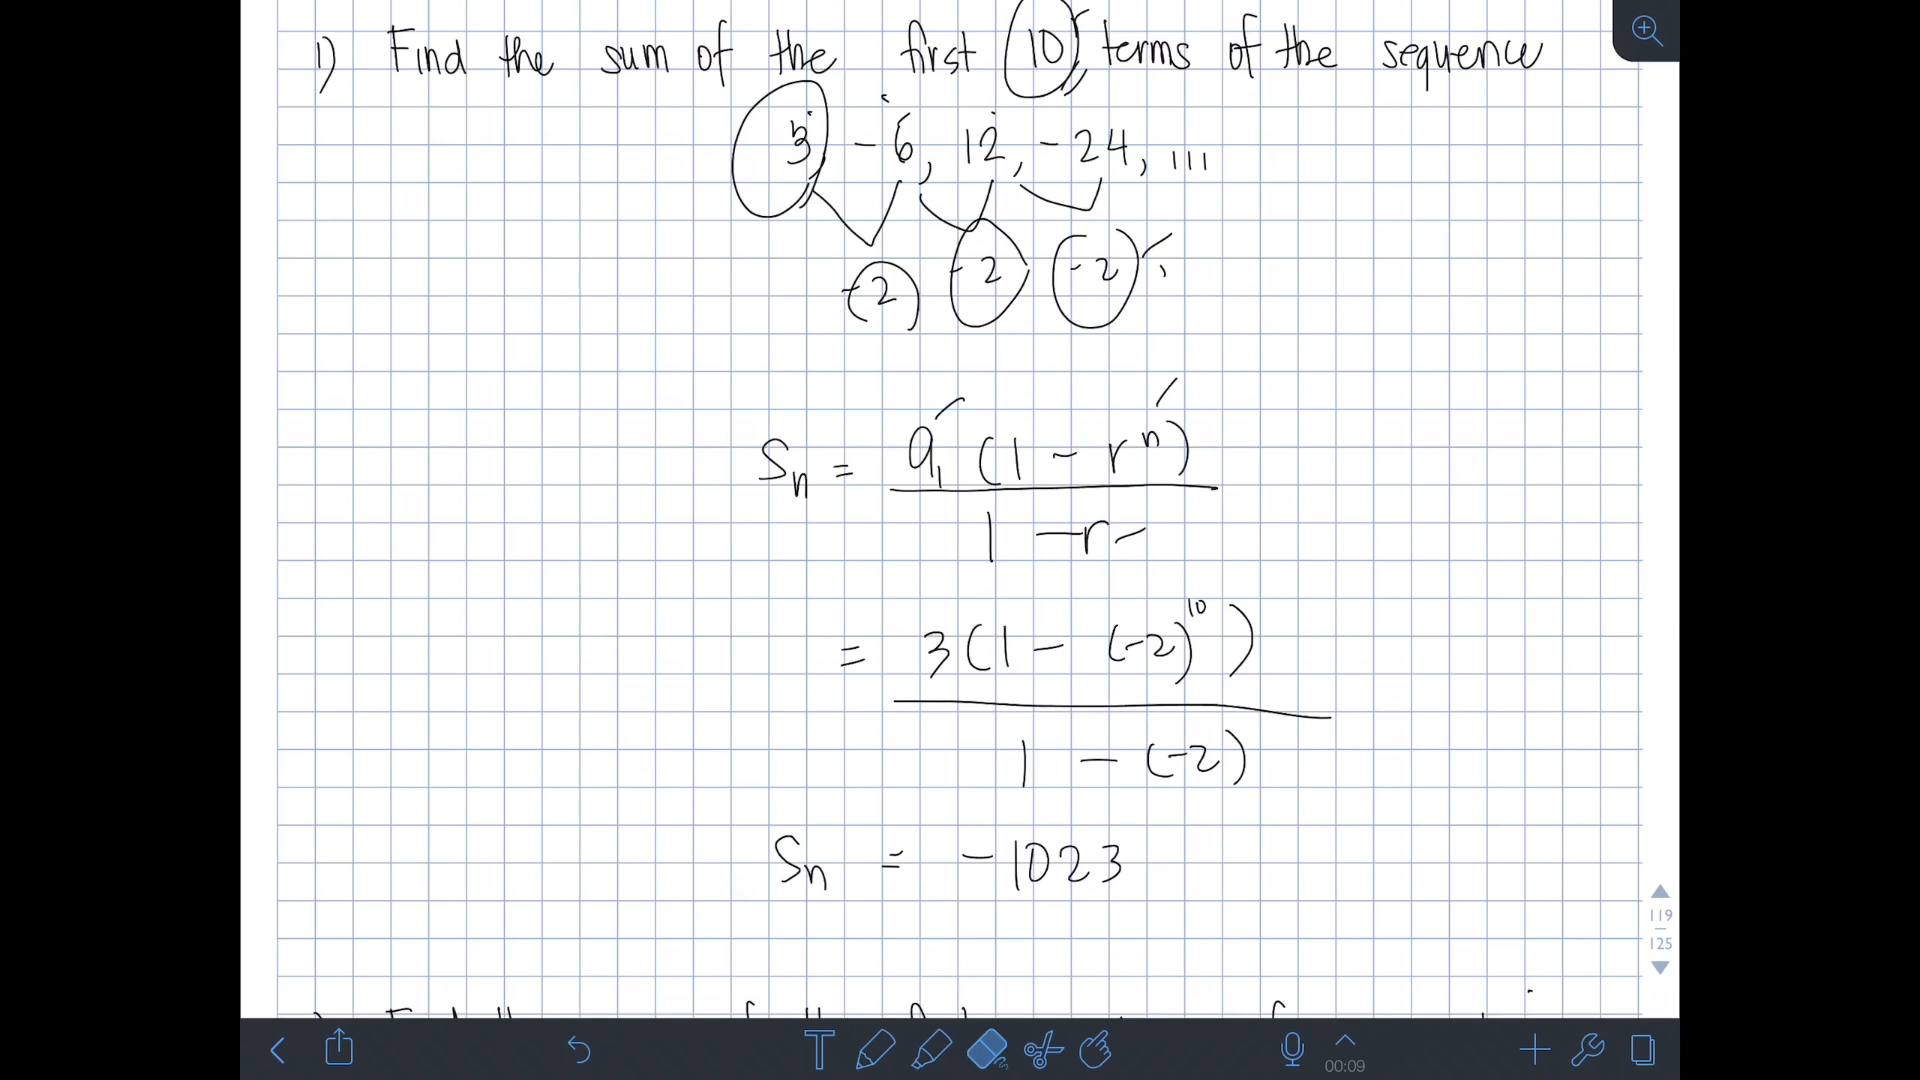 1) Find the sum of the first 10 terms of the sequence
3, -6, 12, -24, ...
-2 -2 -2
Sn = a₁ (1 - rⁿ)
1 - r
= 3(1 - (-2)¹⁰)
1 - (-2)
Sn = -1023
119
125
T
00:09